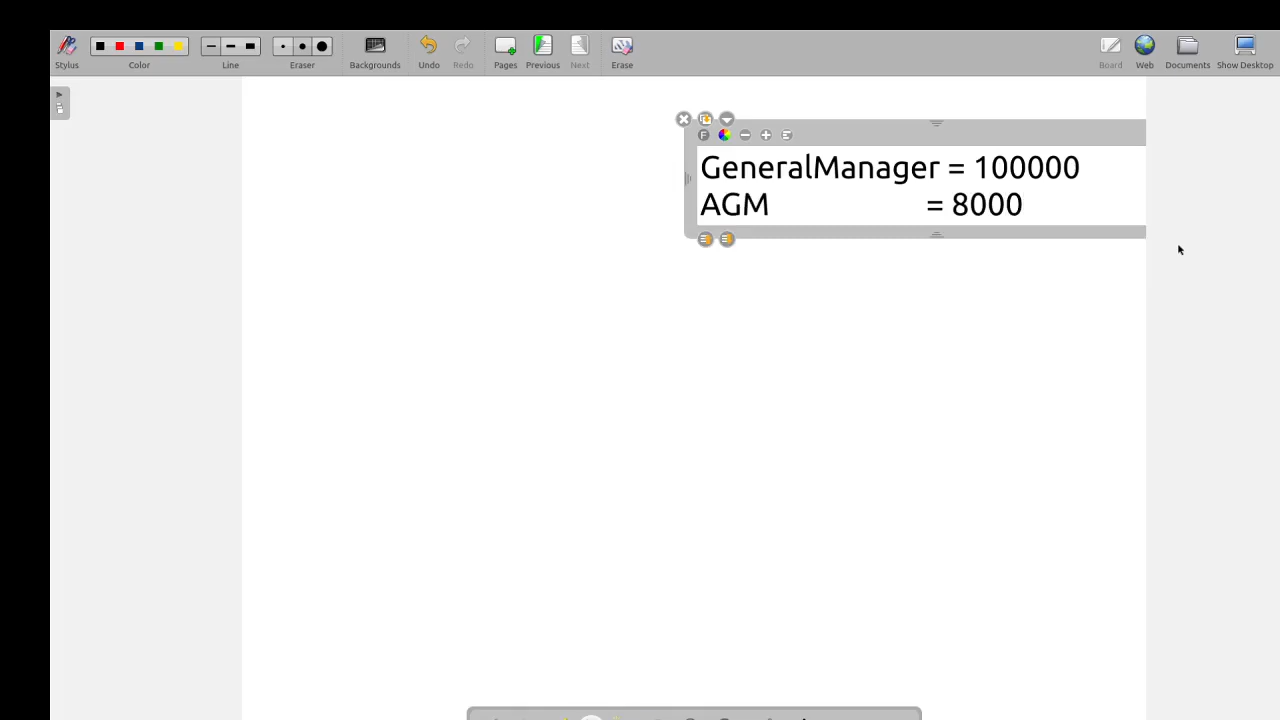 Stylus Color Line Eraser Backgrounds Undo Redo Pages Previous Next Erase Board Web Documents Show Desktop
GeneralManager = 100000
AGM = 8000